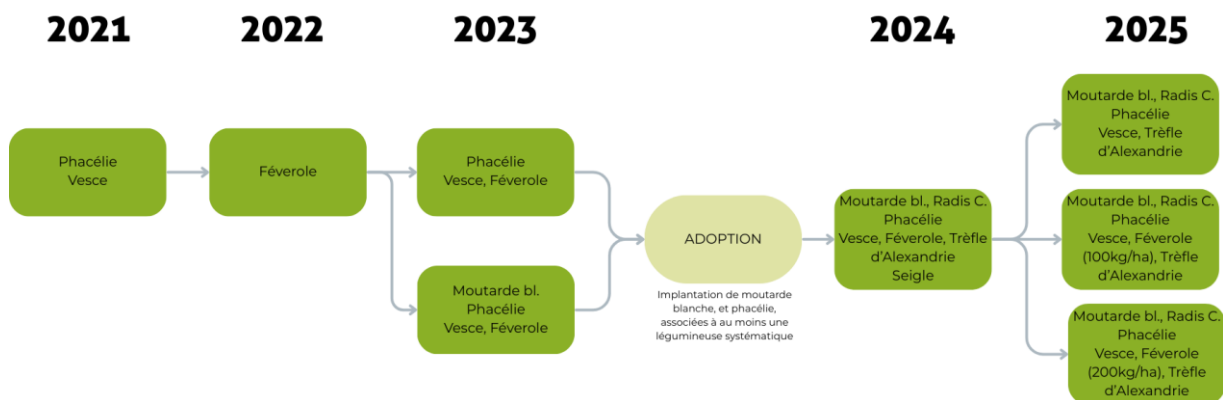 2021
2022
2023
2024
2025
Phacélie
Vesce
Féverole
Phacélie
Vesce, Féverole
Moutarde bl.
Phacélie
Vesce, Féverole
ADOPTION
Implantation de moutarde
blanche, et phacélie,
associées à au moins une
légumineuse systématique
Moutarde bl., Radis C.
Phacélie
Vesce, Féverole, Trèfle
d'Alexandrie
Seigle
Moutarde bl., Radis C.
Phacélie
Vesce, Trèfle
d'Alexandrie
Moutarde bl., Radis C.
Phacélie
Vesce, Féverole
(100kg/ha), Trèfle
d'Alexandrie
Moutarde bl., Radis C.
Phacélie
Vesce, Féverole
(200kg/ha), Trèfle
d'Alexandrie